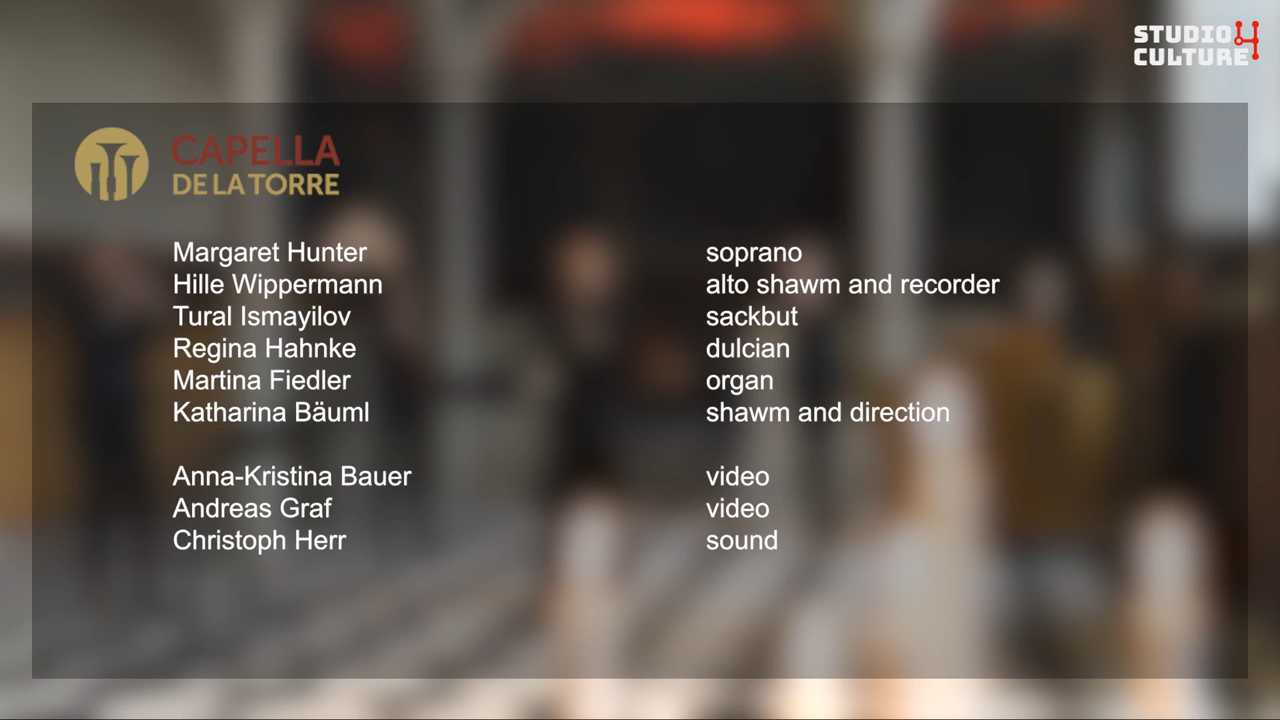 STUDIO4
CULTURE
CAPELLA
DE LA TORRE
Margaret Hunter soprano
Hille Wippermann alto shawm and recorder
Tural Ismayilov sackbut
Regina Hahnke dulcian
Martina Fiedler organ
Katharina Bäuml shawm and direction
Anna-Kristina Bauer video
Andreas Graf video
Christoph Herr sound